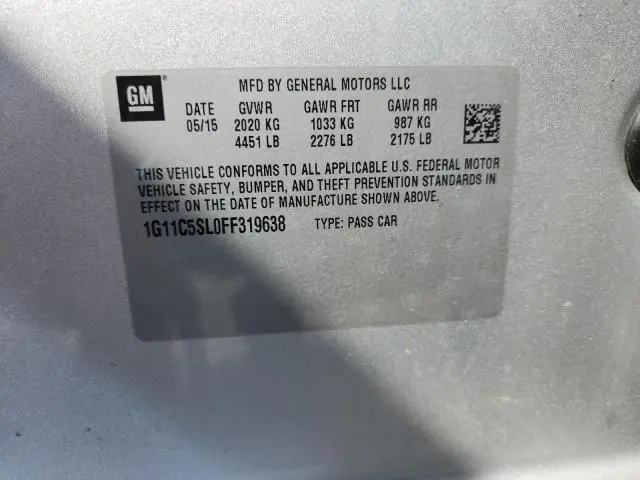 GM
MFD BY GENERAL MOTORS LLC
DATE GVWR GAWR FRT GAWR RR
05/15 2020 KG 1033 KG 987 KG
4451 LB 2276 LB 2175 LB
THIS VEHICLE CONFORMS TO ALL APPLICABLE U.S. FEDERAL MOTOR
VEHICLE SAFETY, BUMPER, AND THEFT PREVENTION STANDARDS IN
EFFECT ON THE DATE OF MANUFACTURE SHOWN ABOVE.
1G11C5SL0FF319638 TYPE: PASS CAR